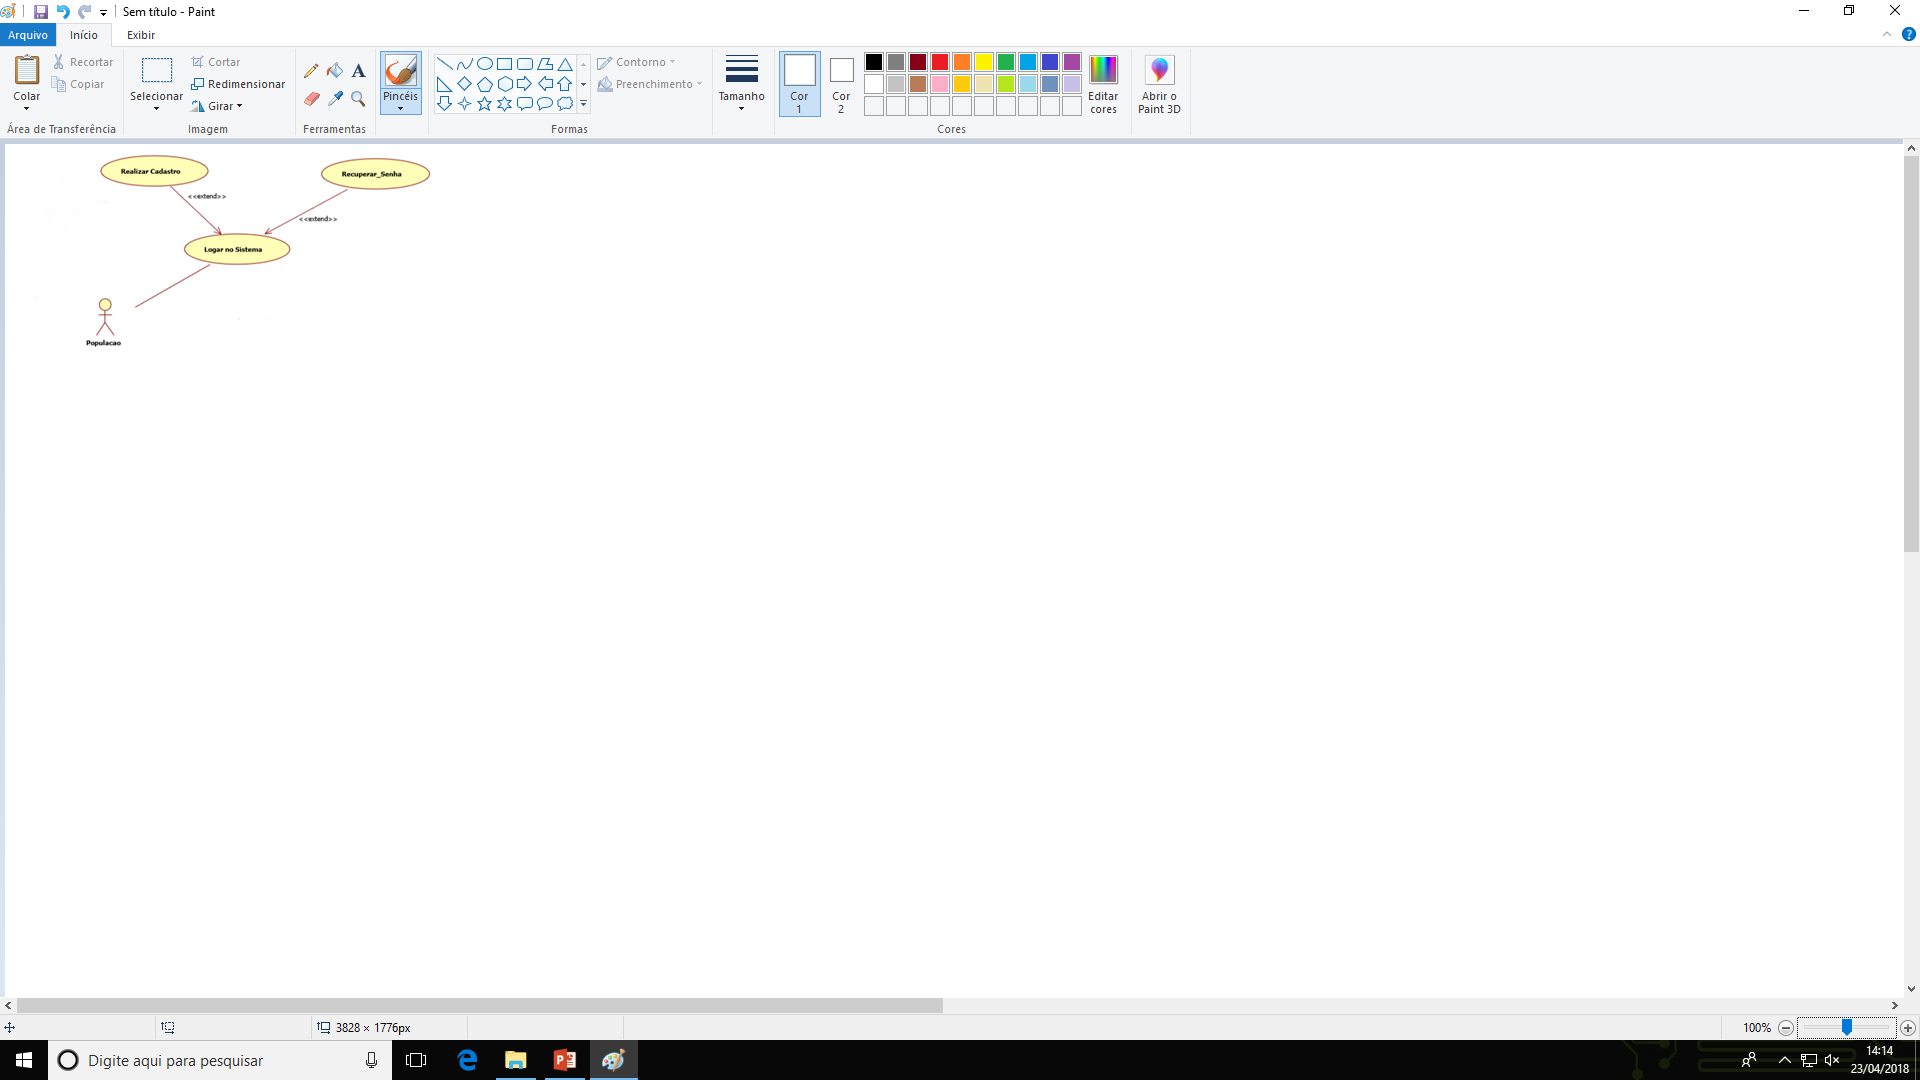 Sem título - Paint
Arquivo
Início
Exibir
Colar
Recortar
Copiar
Área de Transferência
Selecionar
Cortar
Redimensionar
Girar
Imagem
A
Ferramentas
Pincéis
Formas
Contorno
Preenchimento
Tamanho
Cor
1
Cor
2
Cores
Editar
cores
Abrir o
Paint 3D
Realizar Cadastro
Recuperar_Senha
<<extend>>
<<extend>>
Logar no Sistema
Populacao
3828 × 1776px
100%
Digite aqui para pesquisar
14:14
23/04/2018